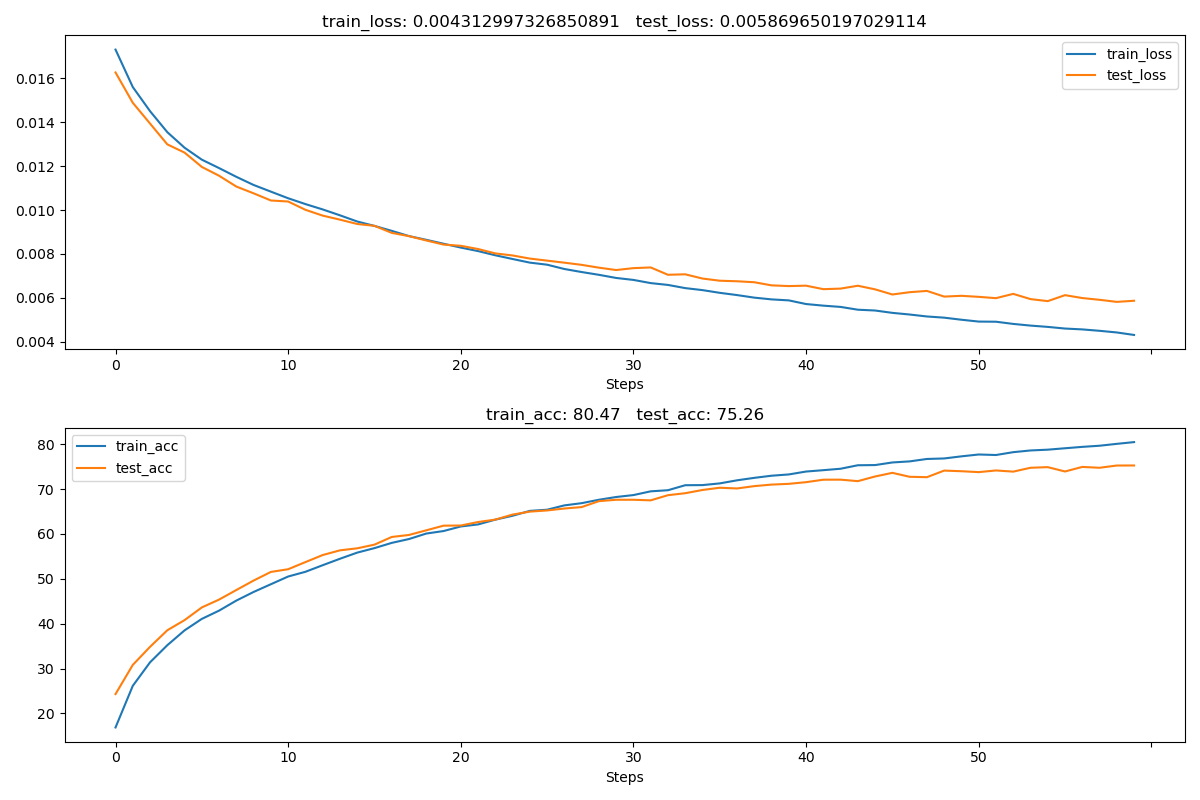 train_loss: 0.004312997326850891   test_loss: 0.005869650197029114
train_loss
test_loss
0.016
0.014
0.012
0.010
0.008
0.006
0.004
0 10 20 30 40 50
Steps
train_acc: 80.47   test_acc: 75.26
train_acc
test_acc
80
70
60
50
40
30
20
0 10 20 30 40 50
Steps